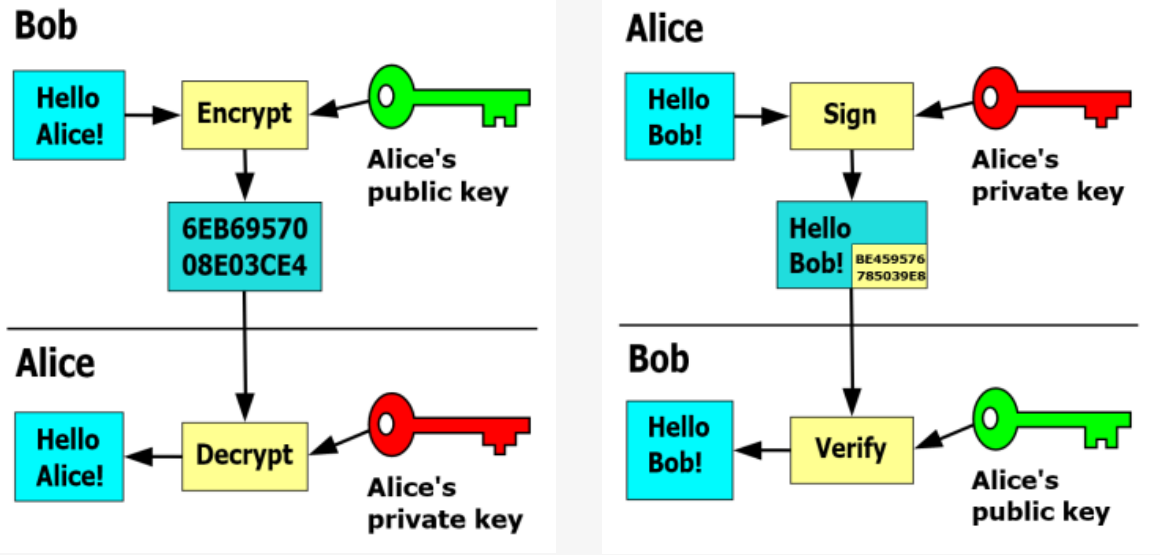 Bob
Hello
Alice!
Encrypt
Alice's
public key
6EB69570
08E03CE4
Alice
Hello
Alice!
Decrypt
Alice's
private key
Alice
Hello
Bob!
Sign
Alice's
private key
Hello
Bob!
BE459576
785039E8
Bob
Hello
Bob!
Verify
Alice's
public key